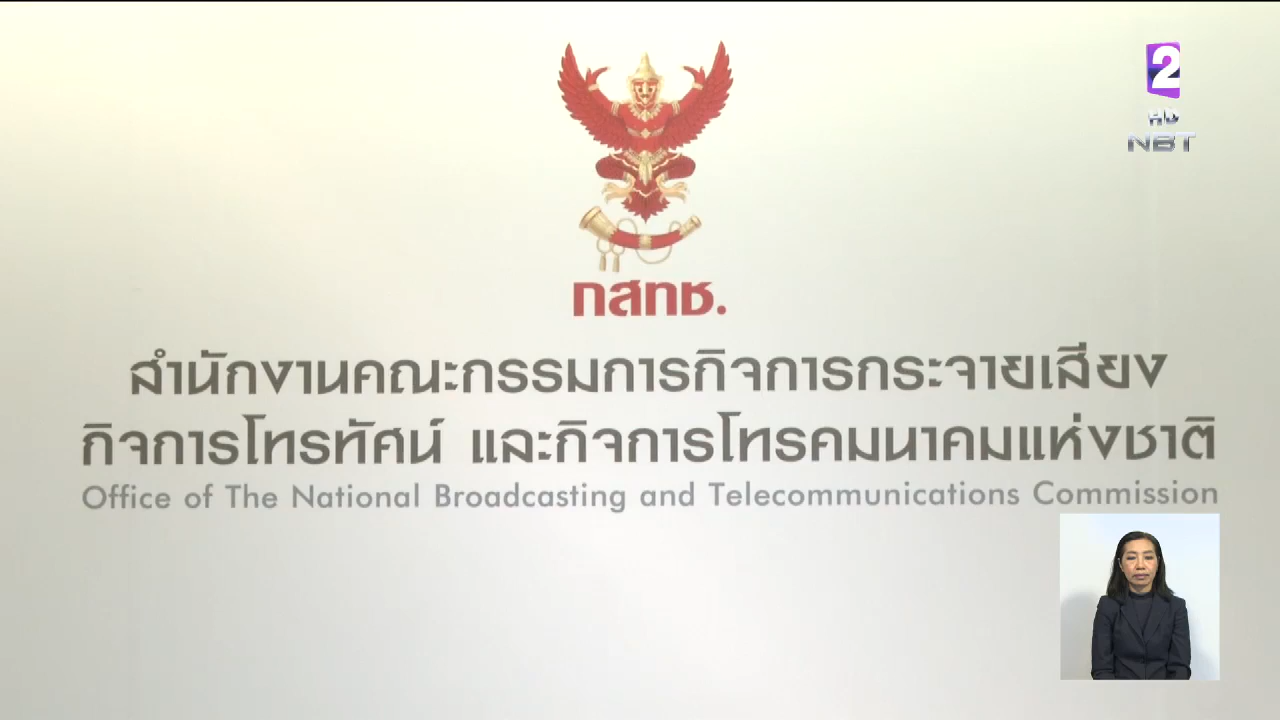 2
HD
NBT
กสทช.
สำนักงานคณะกรรมการกิจการกระจายเสียง
กิจการโทรทัศน์ และกิจการโทรคมนาคมแห่งชาติ
Office of The National Broadcasting and Telecommunications Commission